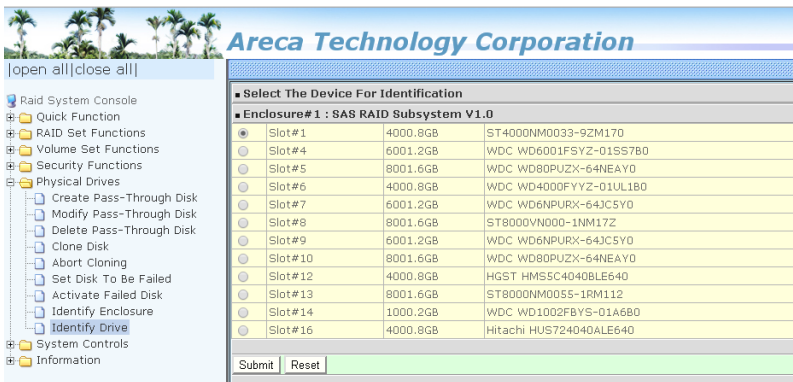 Areca Technology Corporation
|open all|close all|
Raid System Console
Quick Function
RAID Set Functions
Volume Set Functions
Security Functions
Physical Drives
Create Pass-Through Disk
Modify Pass-Through Disk
Delete Pass-Through Disk
Clone Disk
Abort Cloning
Set Disk To Be Failed
Activate Failed Disk
Identify Enclosure
Identify Drive
System Controls
Information
Select The Device For Identification
Enclosure#1 : SAS RAID Subsystem V1.0
Slot#1 4000.8GB ST4000NM0033-9ZM170
Slot#4 6001.2GB WDC WD6001FSYZ-01SS7B0
Slot#5 8001.6GB WDC WD80PUZX-64NEAY0
Slot#6 4000.8GB WDC WD4000FYYZ-01UL1B0
Slot#7 6001.2GB WDC WD6NPURX-64JC5Y0
Slot#8 8001.6GB ST8000VN000-1NM17Z
Slot#9 6001.2GB WDC WD6NPURX-64JC5Y0
Slot#10 8001.6GB WDC WD80PUZX-64NEAY0
Slot#12 4000.8GB HGST HMS5C4040BLE640
Slot#13 8001.6GB ST8000NM0055-1RM112
Slot#14 1000.2GB WDC WD1002FBYS-01A6B0
Slot#16 4000.8GB Hitachi HUS724040ALE640
Submit Reset